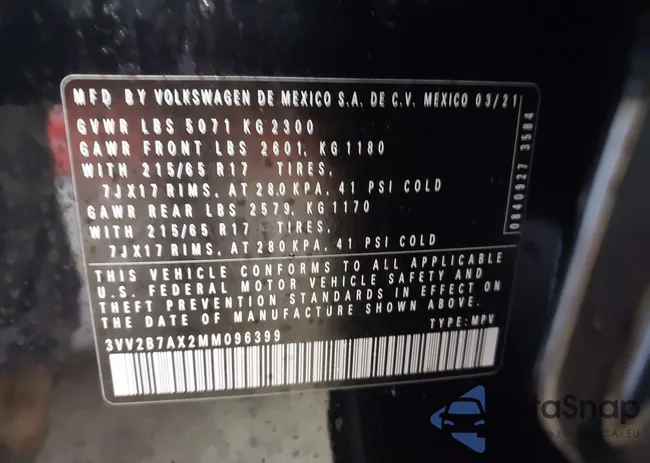 MFD BY VOLKSWAGEN DE MEXICO S.A. DE C.V. MEXICO 03/21
GVWR LBS 5071 KG 2300
GAWR FRONT LBS 2601, KG 1180
WITH 215/65 R17 TIRES,
7JX17 RIMS, AT 280 KPA, 41 PSI COLD
GAWR REAR LBS 2579, KG 1170
WITH 215/65 R17 TIRES,
7JX17 RIMS, AT 280 KPA, 41 PSI COLD
THIS VEHICLE CONFORMS TO ALL APPLICABLE
U.S. FEDERAL MOTOR VEHICLE SAFETY AND
THEFT PREVENTION STANDARDS IN EFFECT ON
THE DATE OF MANUFACTURE SHOWN ABOVE.
3VV2B7AX2MM096399 TYPE: MPV
0840927 3584